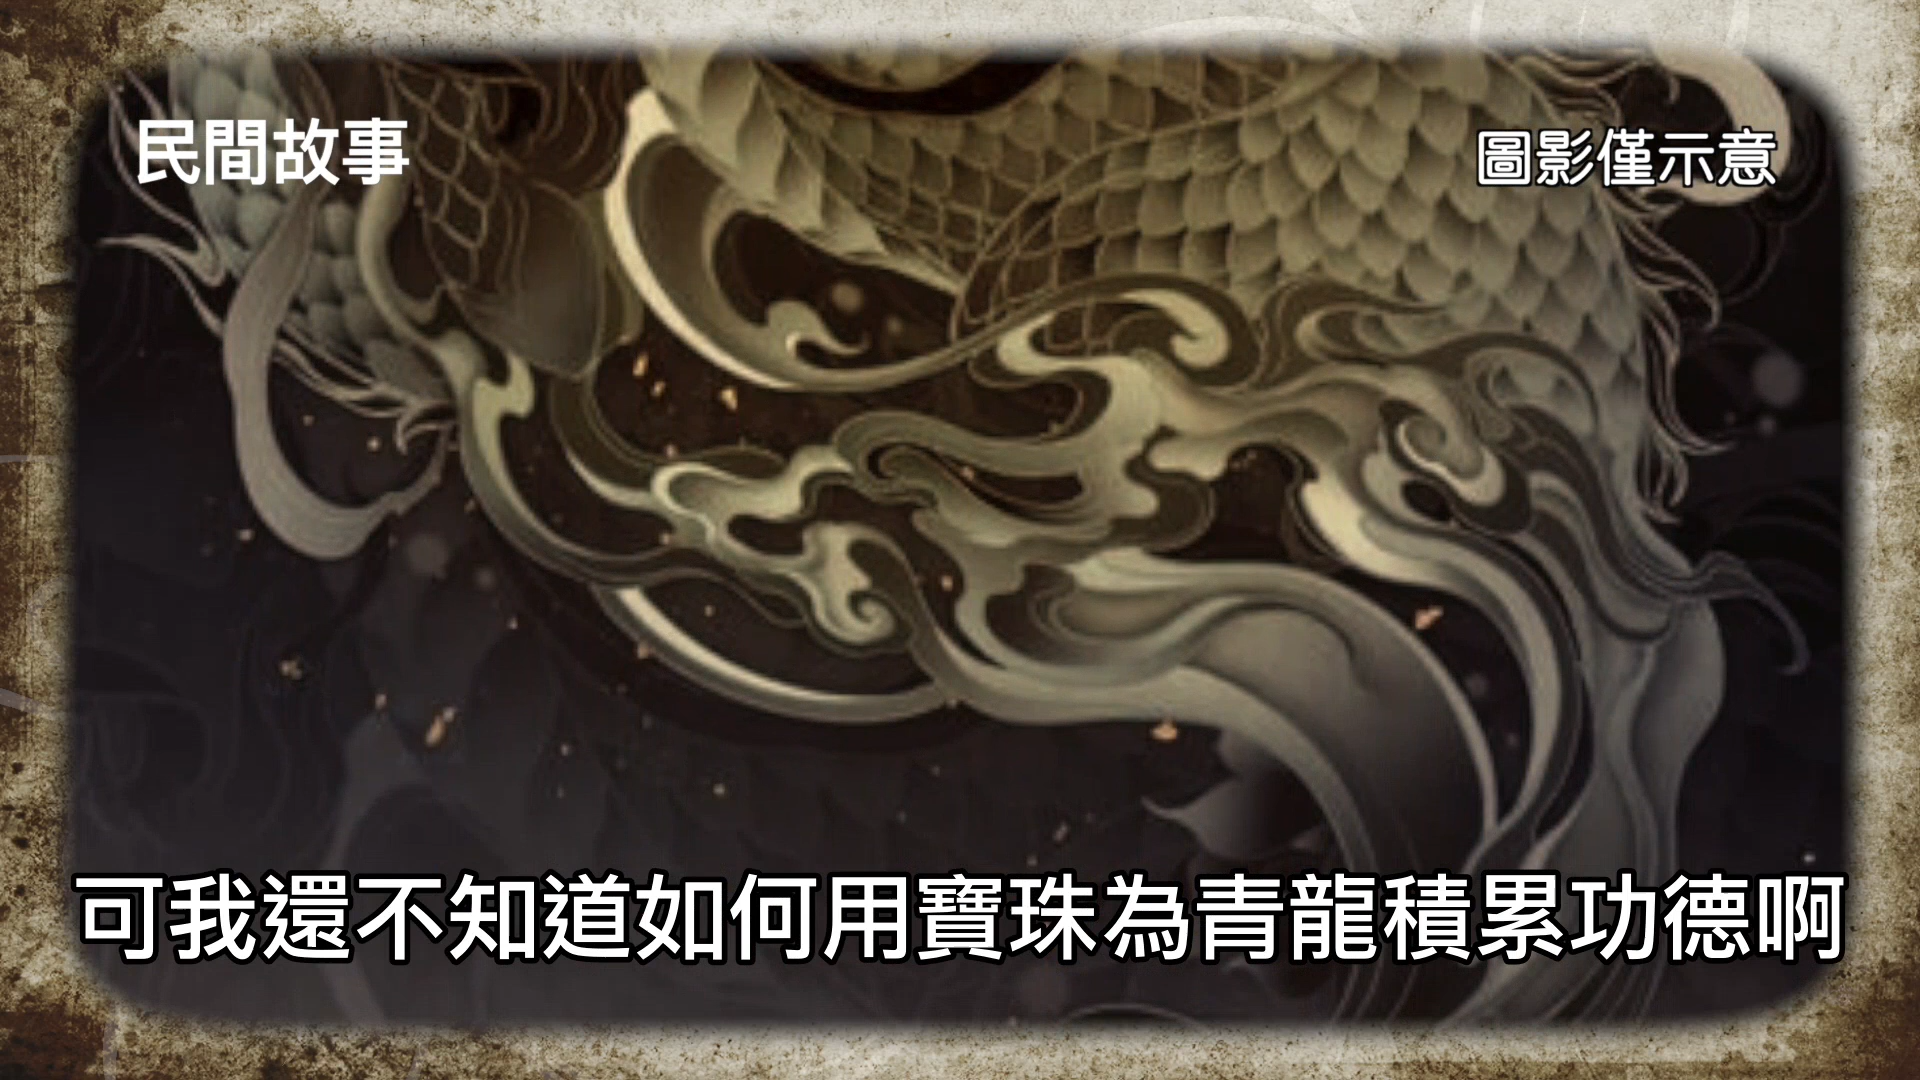 民間故事
圖影僅示意
可我還不知道如何用寶珠為青龍積累功德啊